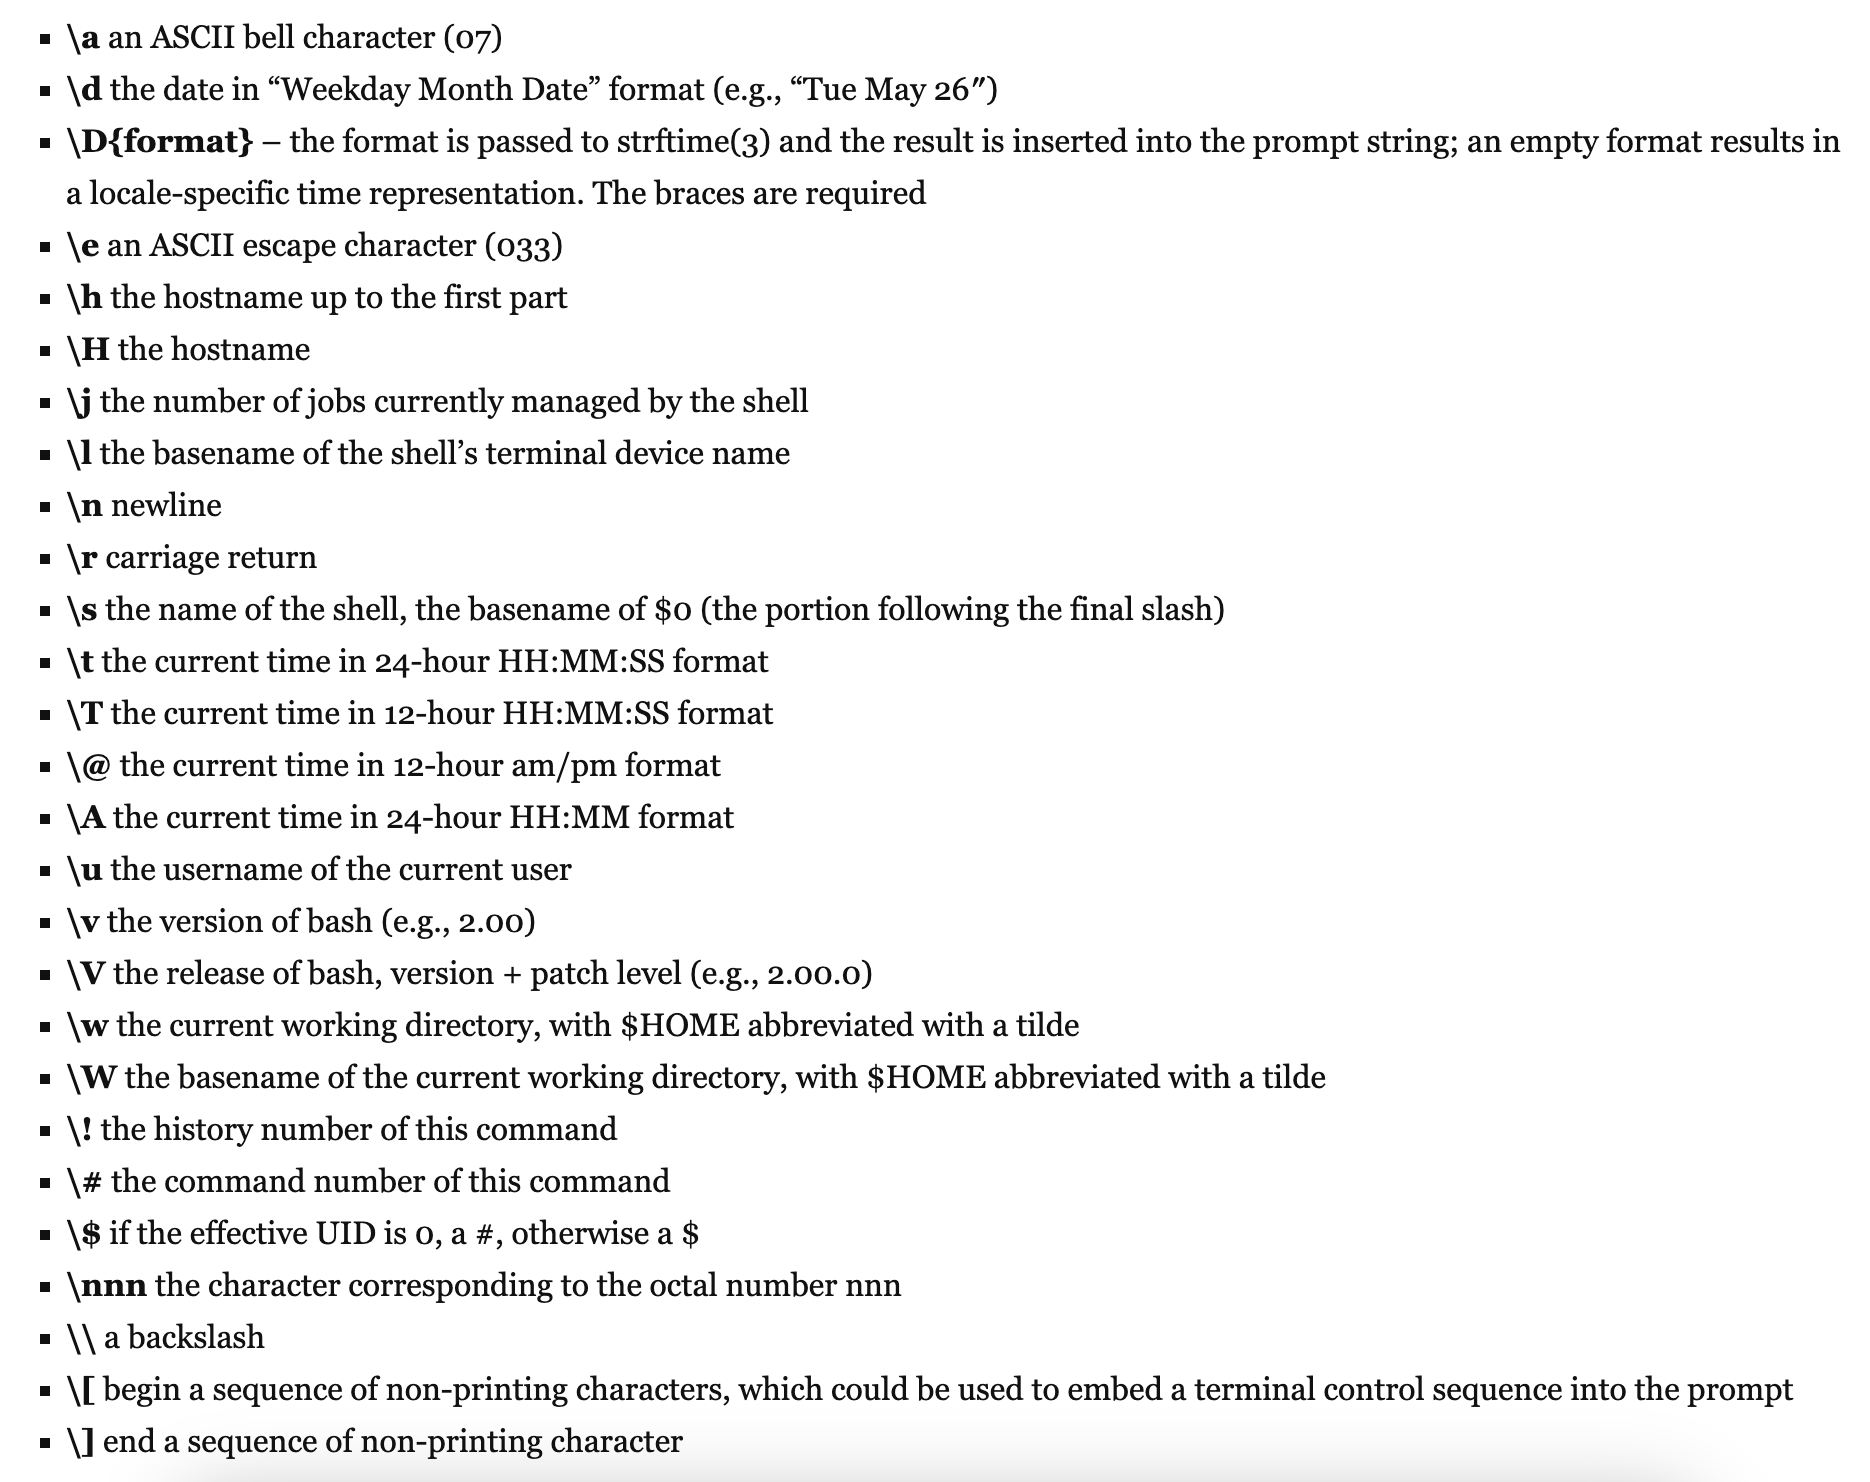 ▪ \a an ASCII bell character (07)
▪ \d the date in “Weekday Month Date” format (e.g., “Tue May 26″)
▪ \D{format} – the format is passed to strftime(3) and the result is inserted into the prompt string; an empty format results in
a locale-specific time representation. The braces are required
▪ \e an ASCII escape character (033)
▪ \h the hostname up to the first part
▪ \H the hostname
▪ \j the number of jobs currently managed by the shell
▪ \l the basename of the shell’s terminal device name
▪ \n newline
▪ \r carriage return
▪ \s the name of the shell, the basename of $0 (the portion following the final slash)
▪ \t the current time in 24-hour HH:MM:SS format
▪ \T the current time in 12-hour HH:MM:SS format
▪ \@ the current time in 12-hour am/pm format
▪ \A the current time in 24-hour HH:MM format
▪ \u the username of the current user
▪ \v the version of bash (e.g., 2.00)
▪ \V the release of bash, version + patch level (e.g., 2.00.0)
▪ \w the current working directory, with $HOME abbreviated with a tilde
▪ \W the basename of the current working directory, with $HOME abbreviated with a tilde
▪ \! the history number of this command
▪ \# the command number of this command
▪ \$ if the effective UID is 0, a #, otherwise a $
▪ \nnn the character corresponding to the octal number nnn
▪ \\ a backslash
▪ \[ begin a sequence of non-printing characters, which could be used to embed a terminal control sequence into the prompt
▪ \] end a sequence of non-printing character